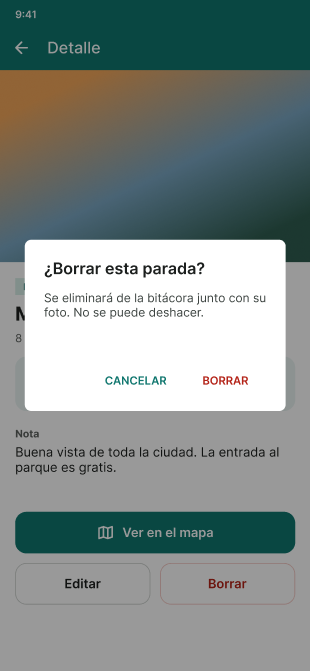 9:41
Detalle
¿Borrar esta parada?
Se eliminará de la bitácora junto con su
foto. No se puede deshacer.
CANCELAR
BORRAR
Nota
Buena vista de toda la ciudad. La entrada al
parque es gratis.
Ver en el mapa
Editar
Borrar